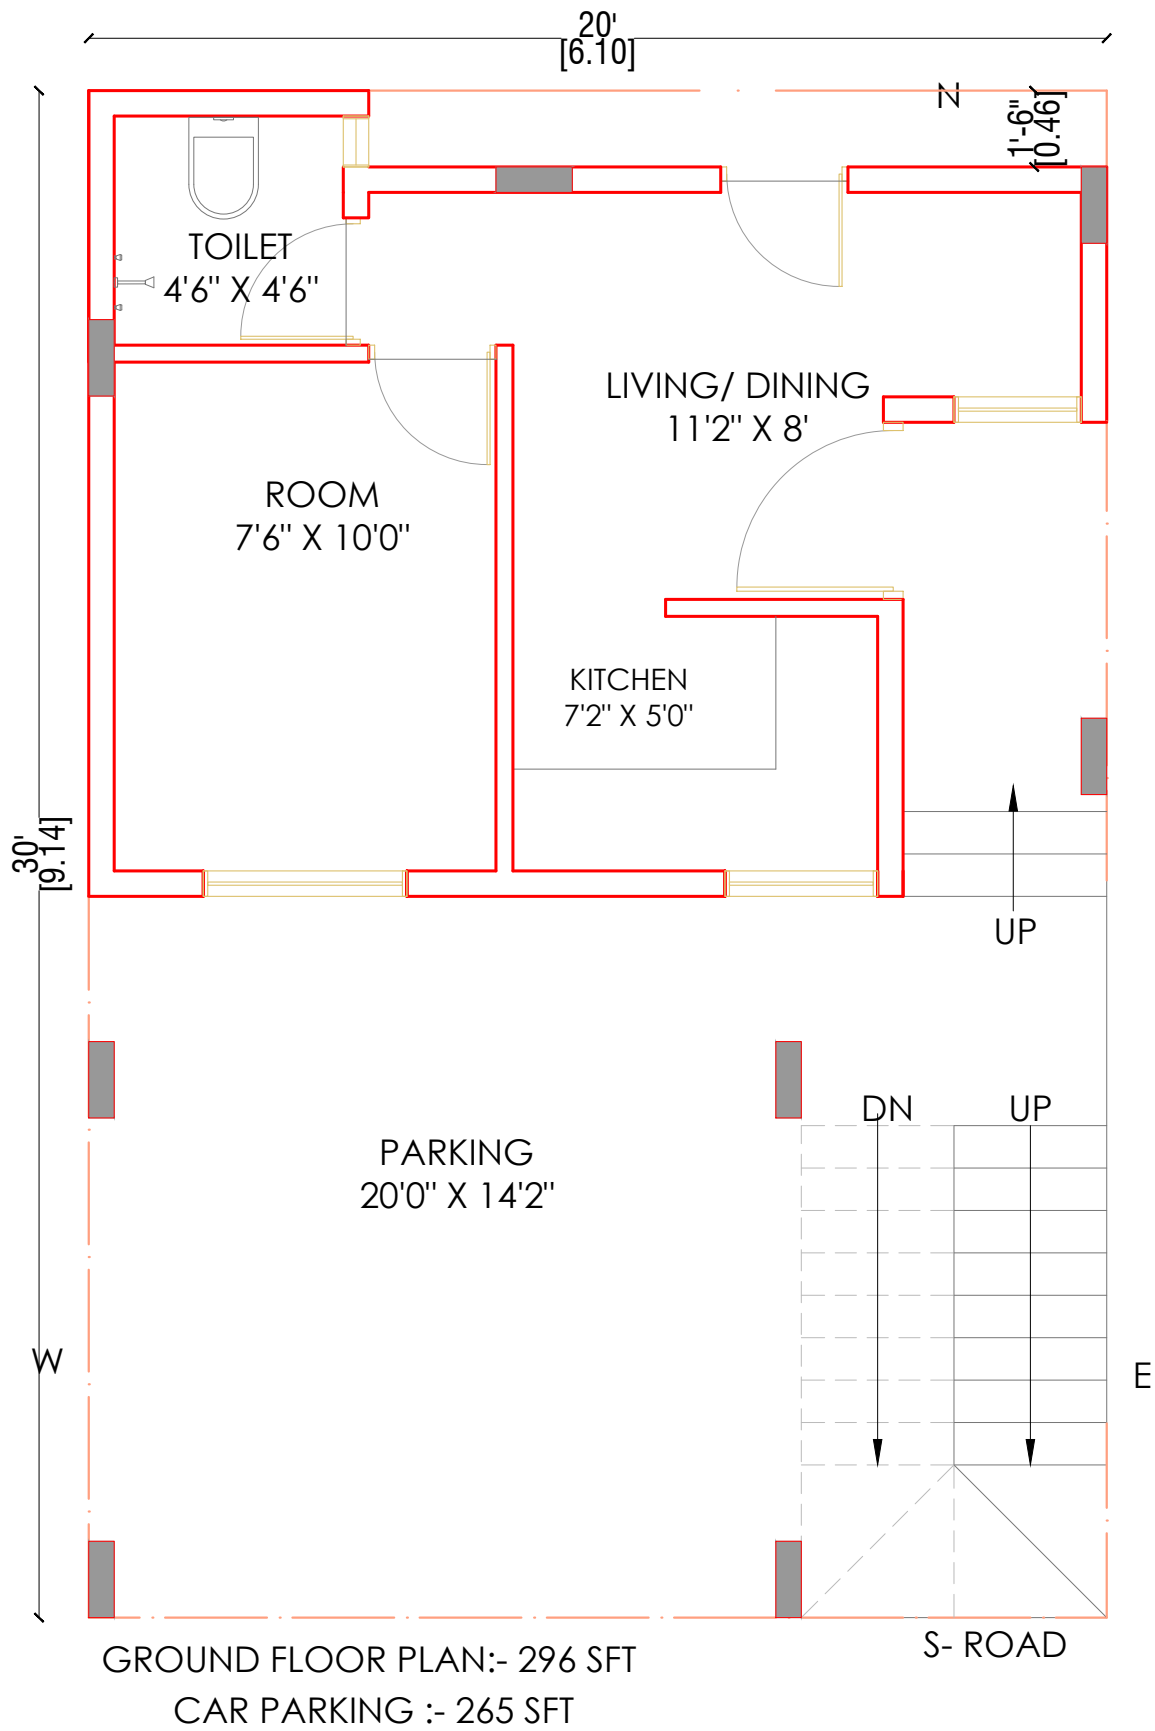 20'
[6.10]
N
1'-6"
[0.46]
TOILET
4'6" X 4'6"
LIVING/ DINING
11'2" X 8'
ROOM
7'6" X 10'0"
KITCHEN
7'2" X 5'0"
30'
[9.14]
UP
DN
UP
PARKING
20'0" X 14'2"
W
E
S- ROAD
GROUND FLOOR PLAN:- 296 SFT
CAR PARKING :- 265 SFT